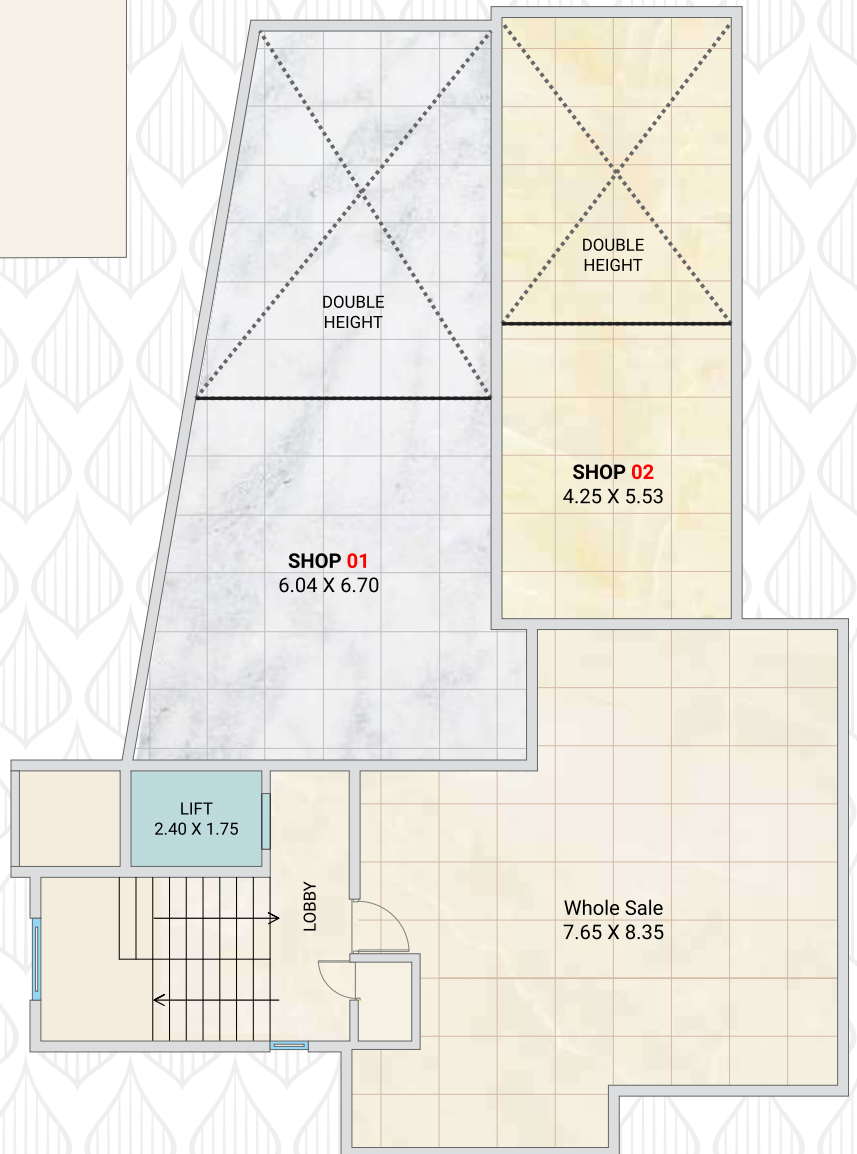 DOUBLE
HEIGHT
DOUBLE
HEIGHT
SHOP 02
4.25 X 5.53
SHOP 01
6.04 X 6.70
LIFT
2.40 X 1.75
LOBBY
Whole Sale
7.65 X 8.35